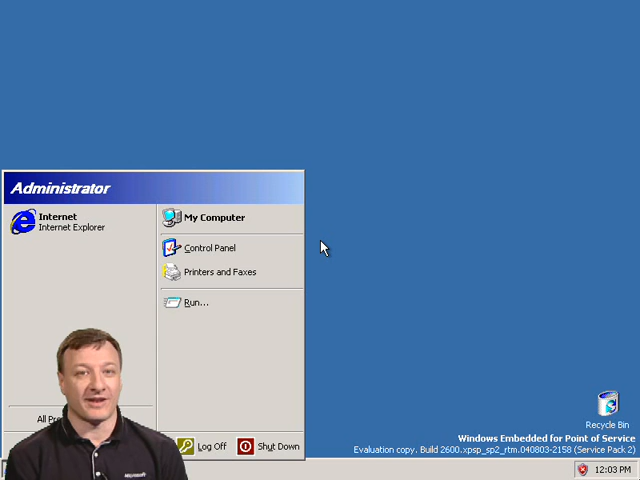 Administrator
Internet
Internet Explorer
My Computer
Control Panel
Printers and Faxes
Run...
All
Log Off
Shut Down
Recycle Bin
Windows Embedded for Point of Service
Evaluation copy. Build 2600.xpsp_sp2_rtm.040803-2158 (Service Pack 2)
12:03 PM